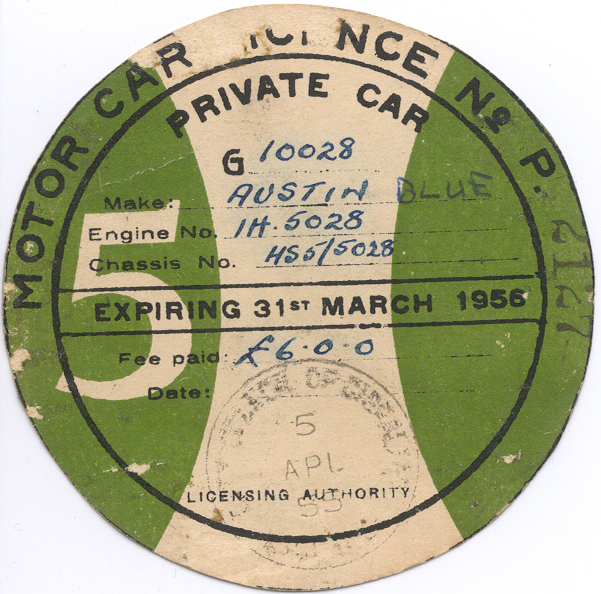 MOTOR CAR LICENCE No P. 2127
PRIVATE CAR
G 10028
Make: AUSTIN BLUE
Engine No. 1H.5028
Chassis No. HS5/5028
5
EXPIRING 31ST MARCH 1956
Fee paid: £6.0.0
Date:
5
APL
55
LICENSING AUTHORITY